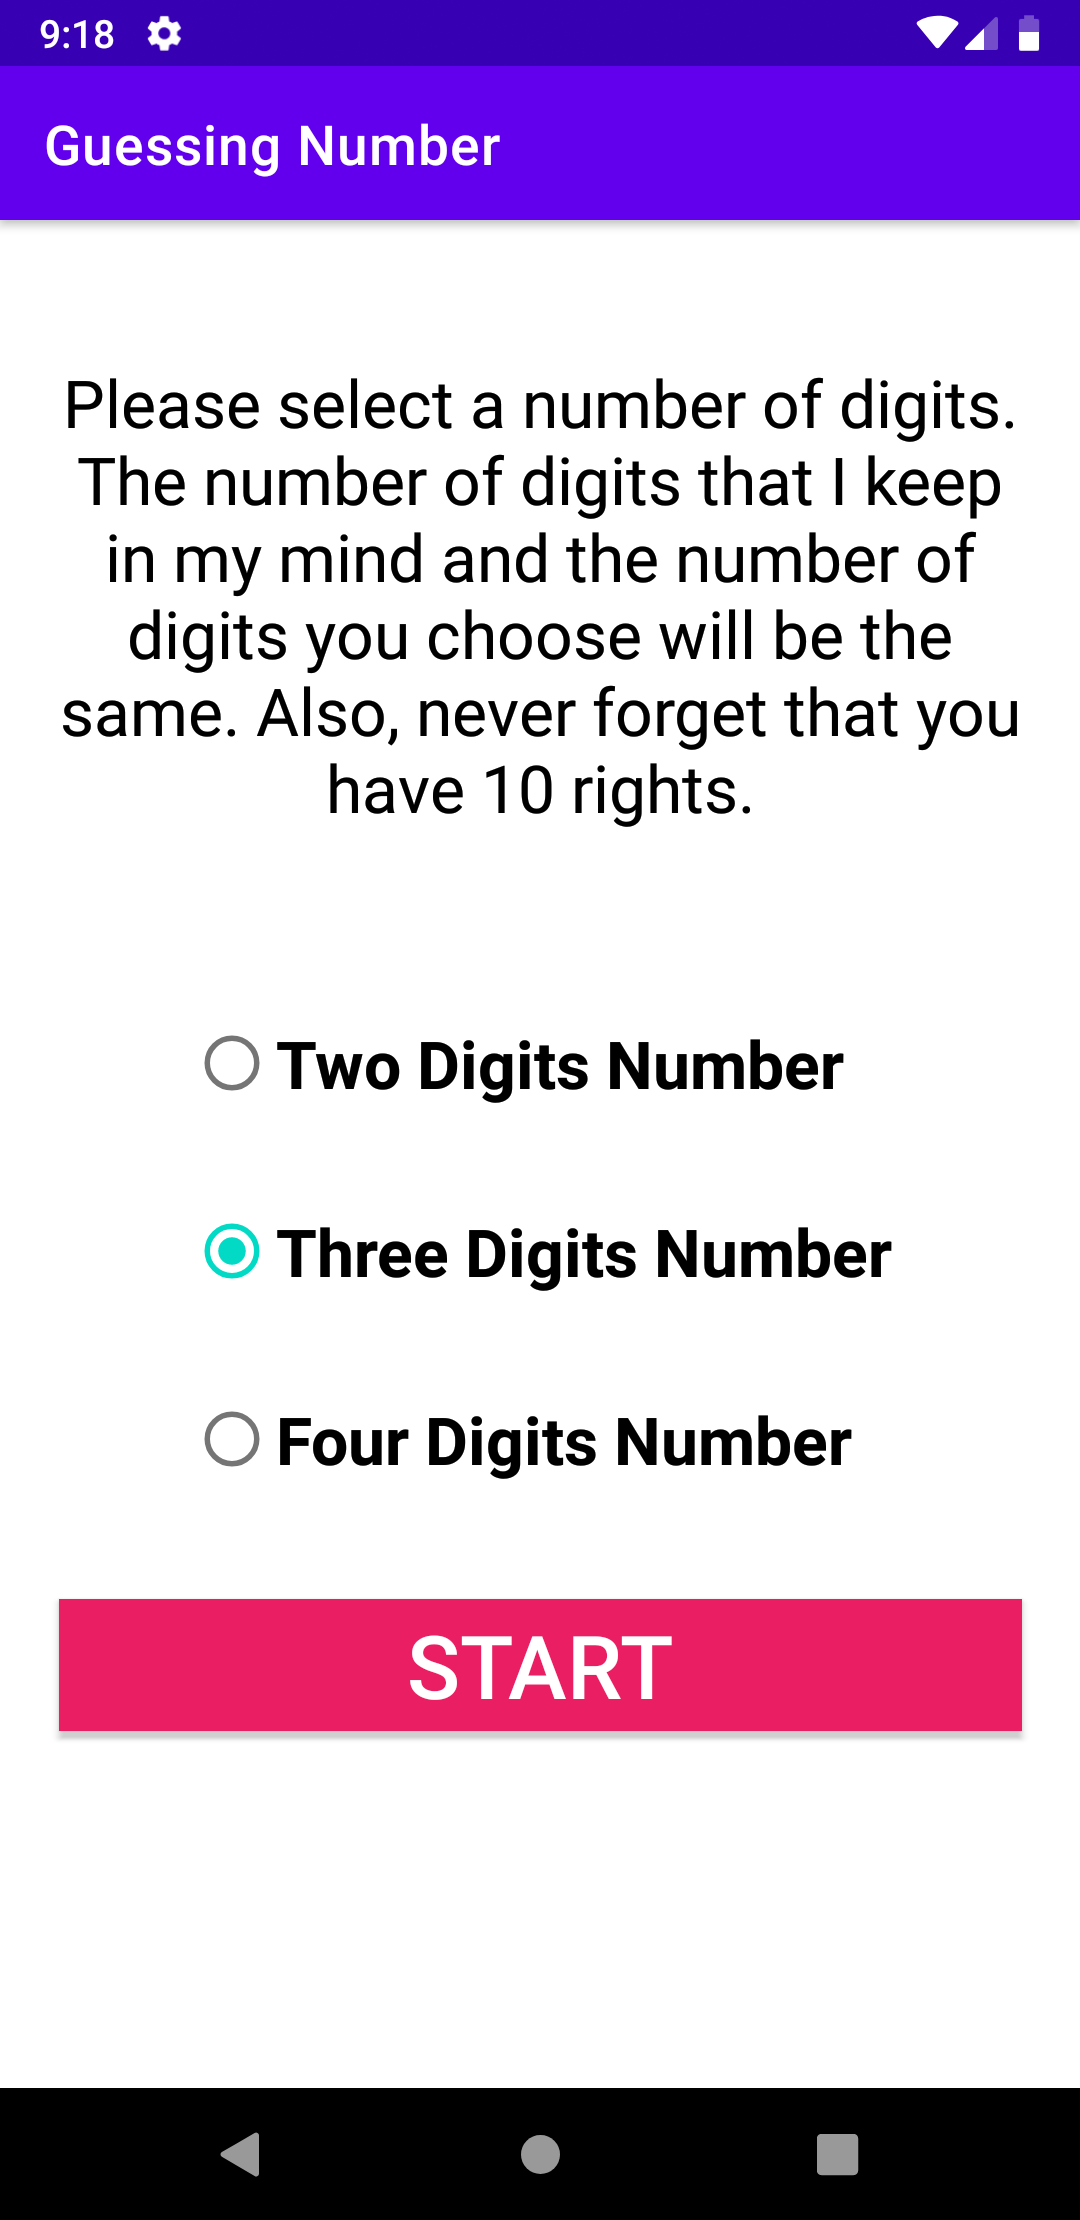 9:18
Guessing Number
Please select a number of digits.
The number of digits that I keep
in my mind and the number of
digits you choose will be the
same. Also, never forget that you
have 10 rights.
Two Digits Number
Three Digits Number
Four Digits Number
START